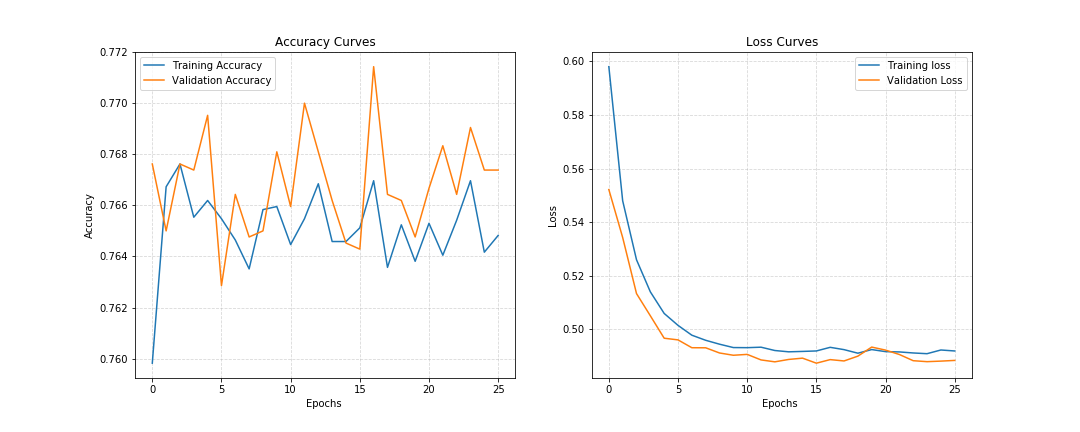 Accuracy Curves
0.772
0.770
0.768
0.766
0.764
0.762
0.760
Accuracy
Training Accuracy
Validation Accuracy
0 5 10 15 20 25
Epochs
Loss Curves
0.60
0.58
0.56
0.54
0.52
0.50
Loss
Training loss
Validation Loss
0 5 10 15 20 25
Epochs